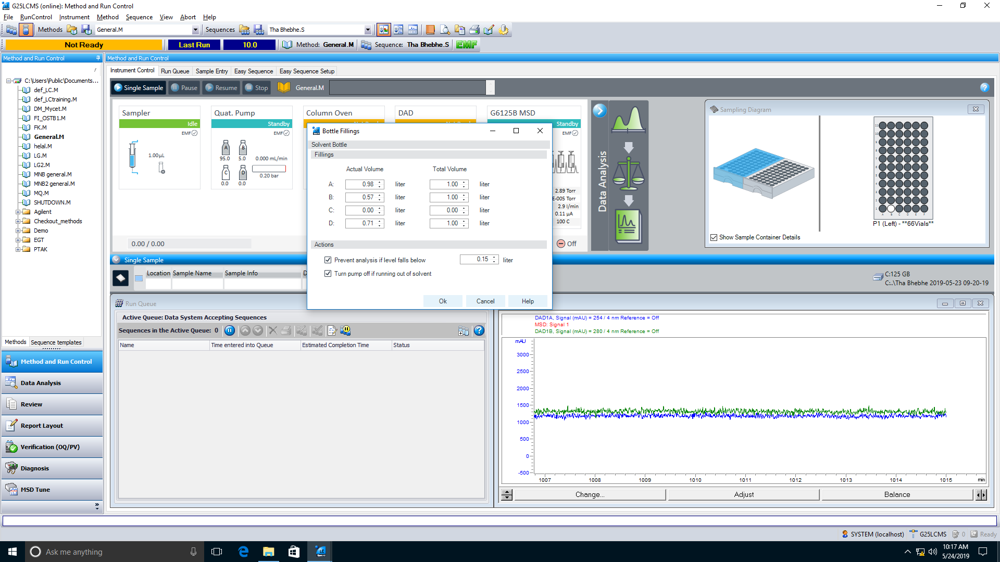 G25LCMS (online): Method and Run Control
File RunControl Instrument Method Sequence View Abort Help
Methods General.M Sequences Tha Bhebhe.S
Not Ready Last Run 10.0 Method: General.M Sequence: Tha Bhebhe.S EMF
Method and Run Control
Method and Run Control
C:\Users\Public\Documents...
def_LC.M
def_LCtraining.M
DM_Mycet.M
FI_OSTB1.M
FK.M
General.M
helal.M
LG.M
LG2.M
MNB general.M
MNB2 general.M
MQ.M
SHUTDOWN.M
Agilent
Checkout_methods
Demo
EGT
PTAK
Methods Sequence templates
Method and Run Control
Data Analysis
Review
Report Layout
Verification (OQ/PV)
Diagnosis
MSD Tune
Instrument Control Run Queue Sample Entry Easy Sequence Easy Sequence Setup
Single Sample Pause Resume Stop General.M
Sampler
Idle
EMF
1.00 µL
Quat. Pump
Standby
EMF
A B
95.0 5.0
0.000 mL/min
C D
0.20 bar
0.0 0.0
Column Oven
DAD
G6125B MSD
Standby
EMF
2.89 Torr
E-005 Torr
2.9 l/min
0.11 µA
100 C
0.00 / 0.00
Off
Data Analysis
Sampling Diagram
11
10
9
8
7
6
5
4
3
2
1
A B C D E F
P1 (Left) - **66Vials**
Show Sample Container Details
Bottle Fillings
Solvent Bottle
Fillings
Actual Volume Total Volume
A: 0.98 liter 1.00 liter
B: 0.57 liter 1.00 liter
C: 0.00 liter 0.00 liter
D: 0.71 liter 1.00 liter
Actions
Prevent analysis if level falls below 0.15 liter
Turn pump off if running out of solvent
Ok Cancel Help
Single Sample
Location Sample Name Sample Info
C:125 GB
C:..\Tha Bhebhe 2019-05-23 09-20-19
Run Queue
Active Queue: Data System Accepting Sequences
Sequences in the Active Queue: 0
Name Time entered into Queue Estimated Completion Time Status
DAD1A, Signal (mAU) = 254 / 4 nm Reference = Off
MSD: Signal 1
DAD1B, Signal (mAU) = 280 / 4 nm Reference = Off
mAU
3000
2500
2000
1500
1000
500
0
-500
1007 1008 1009 1010 1011 1012 1013 1014 1015 min
Change... Adjust Balance
SYSTEM (localhost) G25LCMS 0 Ready
Ask me anything
10:17 AM
5/24/2019